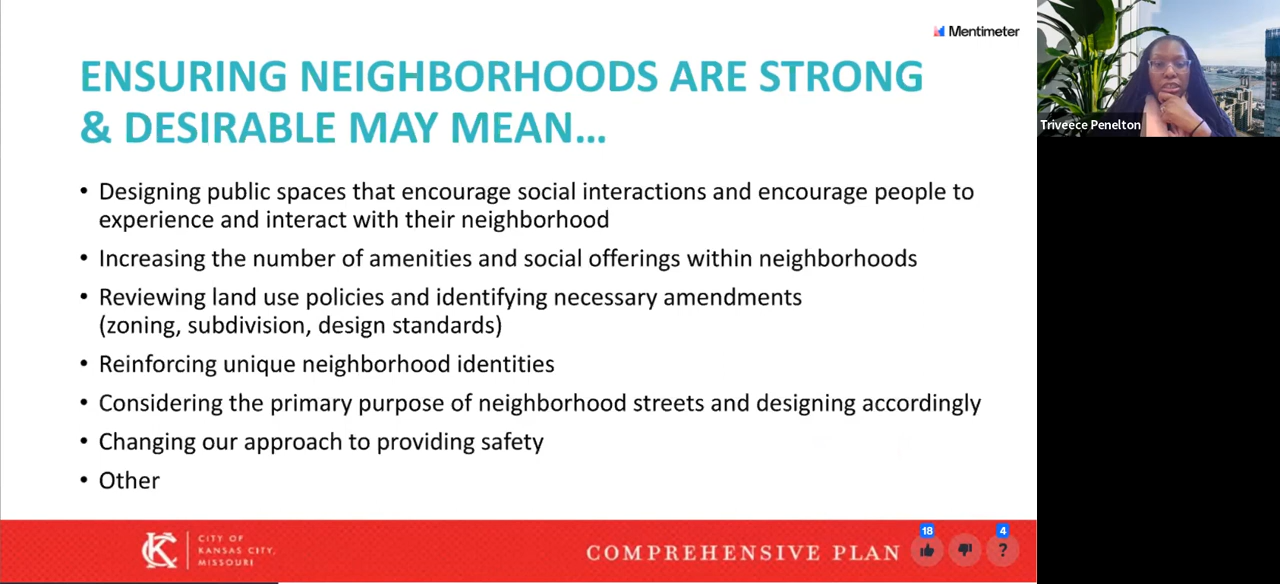 Mentimeter
ENSURING NEIGHBORHOODS ARE STRONG
& DESIRABLE MAY MEAN...
• Designing public spaces that encourage social interactions and encourage people to
experience and interact with their neighborhood
• Increasing the number of amenities and social offerings within neighborhoods
• Reviewing land use policies and identifying necessary amendments
(zoning, subdivision, design standards)
• Reinforcing unique neighborhood identities
• Considering the primary purpose of neighborhood streets and designing accordingly
• Changing our approach to providing safety
• Other
KC
CITY OF
KANSAS CITY,
MISSOURI
COMPREHENSIVE PLAN
18
4
?
Triveece Penelton